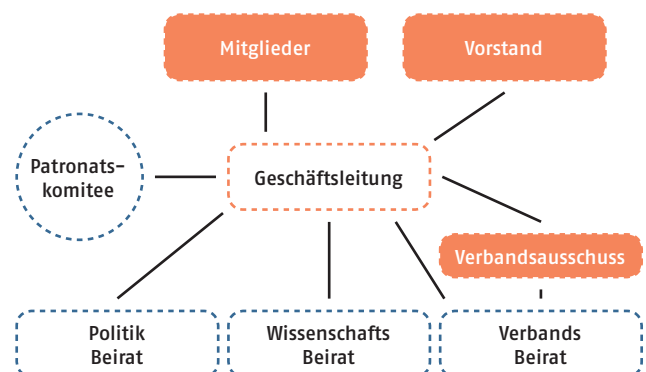 Mitglieder
Vorstand
Patronats-
komitee
Geschäftsleitung
Verbandsausschuss
Politik
Beirat
Wissenschafts
Beirat
Verbands
Beirat